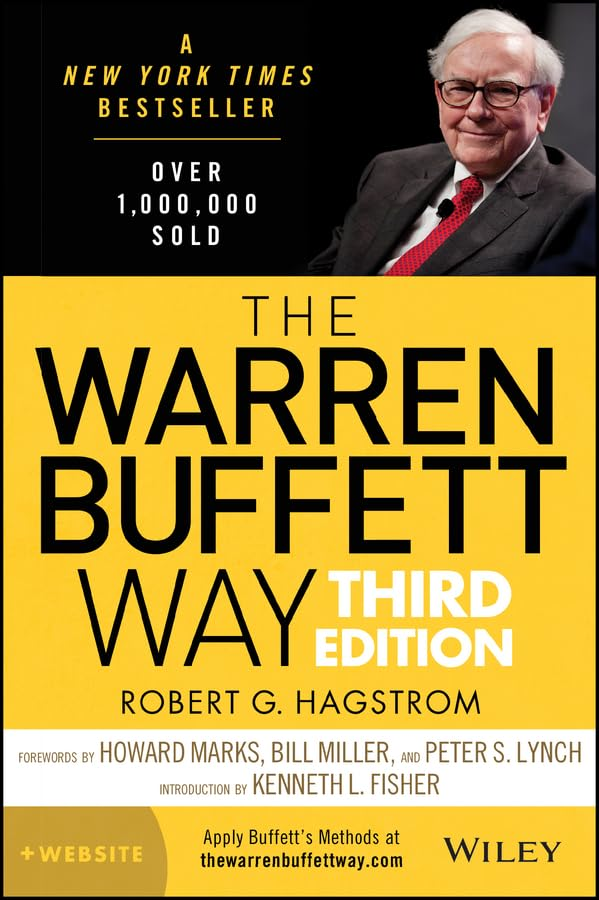 A
NEW YORK TIMES
BESTSELLER
OVER
1,000,000
SOLD
THE
WARREN
BUFFETT
WAY THIRD
EDITION
ROBERT G. HAGSTROM
FOREWORDS BY HOWARD MARKS, BILL MILLER, AND PETER S. LYNCH
INTRODUCTION BY KENNETH L. FISHER
+WEBSITE
Apply Buffett's Methods at
thewarrenbuffettway.com
WILEY